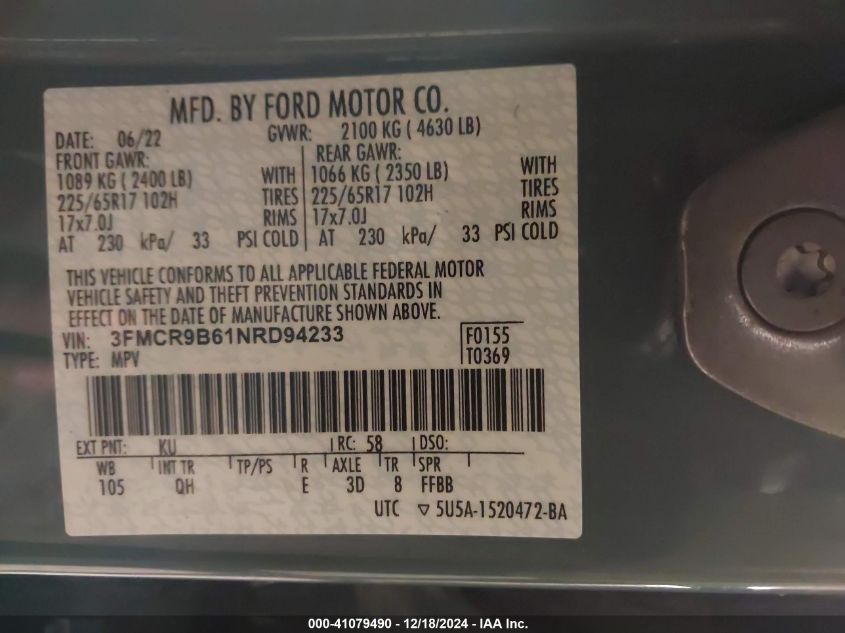 MFD. BY FORD MOTOR CO.
DATE: 06/22 GVWR: 2100 KG ( 4630 LB)
FRONT GAWR: REAR GAWR:
1089 KG ( 2400 LB) WITH 1066 KG ( 2350 LB) WITH
225/65R17 102H TIRES 225/65R17 102H TIRES
17x7.0J RIMS 17x7.0J RIMS
AT 230 kPa/ 33 PSI COLD AT 230 kPa/ 33 PSI COLD
THIS VEHICLE CONFORMS TO ALL APPLICABLE FEDERAL MOTOR
VEHICLE SAFETY AND THEFT PREVENTION STANDARDS IN
EFFECT ON THE DATE OF MANUFACTURE SHOWN ABOVE.
VIN: 3FMCR9B61NRD94233 F0155
TYPE: MPV T0369
EXT PNT: KU RC: 58 DSO:
WB INT TR TP/PS R AXLE TR SPR
105 QH E 3D 8 FFBB
UTC ▽ 5U5A-1520472-BA
000-41079490 - 12/18/2024 - IAA Inc.